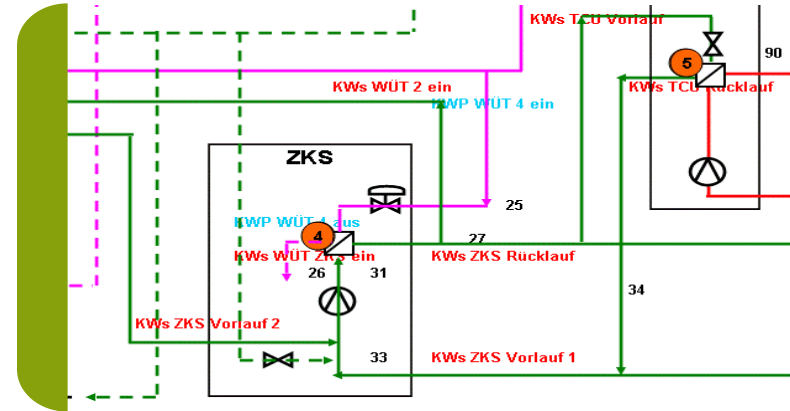 KWs TCU Vorlauf
5
90
KWs WÜT 2 ein
KWs TCU Rücklauf
KWP WÜT 4 ein
ZKS
25
KWP WÜT 4 aus
4
27
KWs WÜT ZKS ein
KWs ZKS Rücklauf
26
31
34
KWs ZKS Vorlauf 2
33
KWs ZKS Vorlauf 1